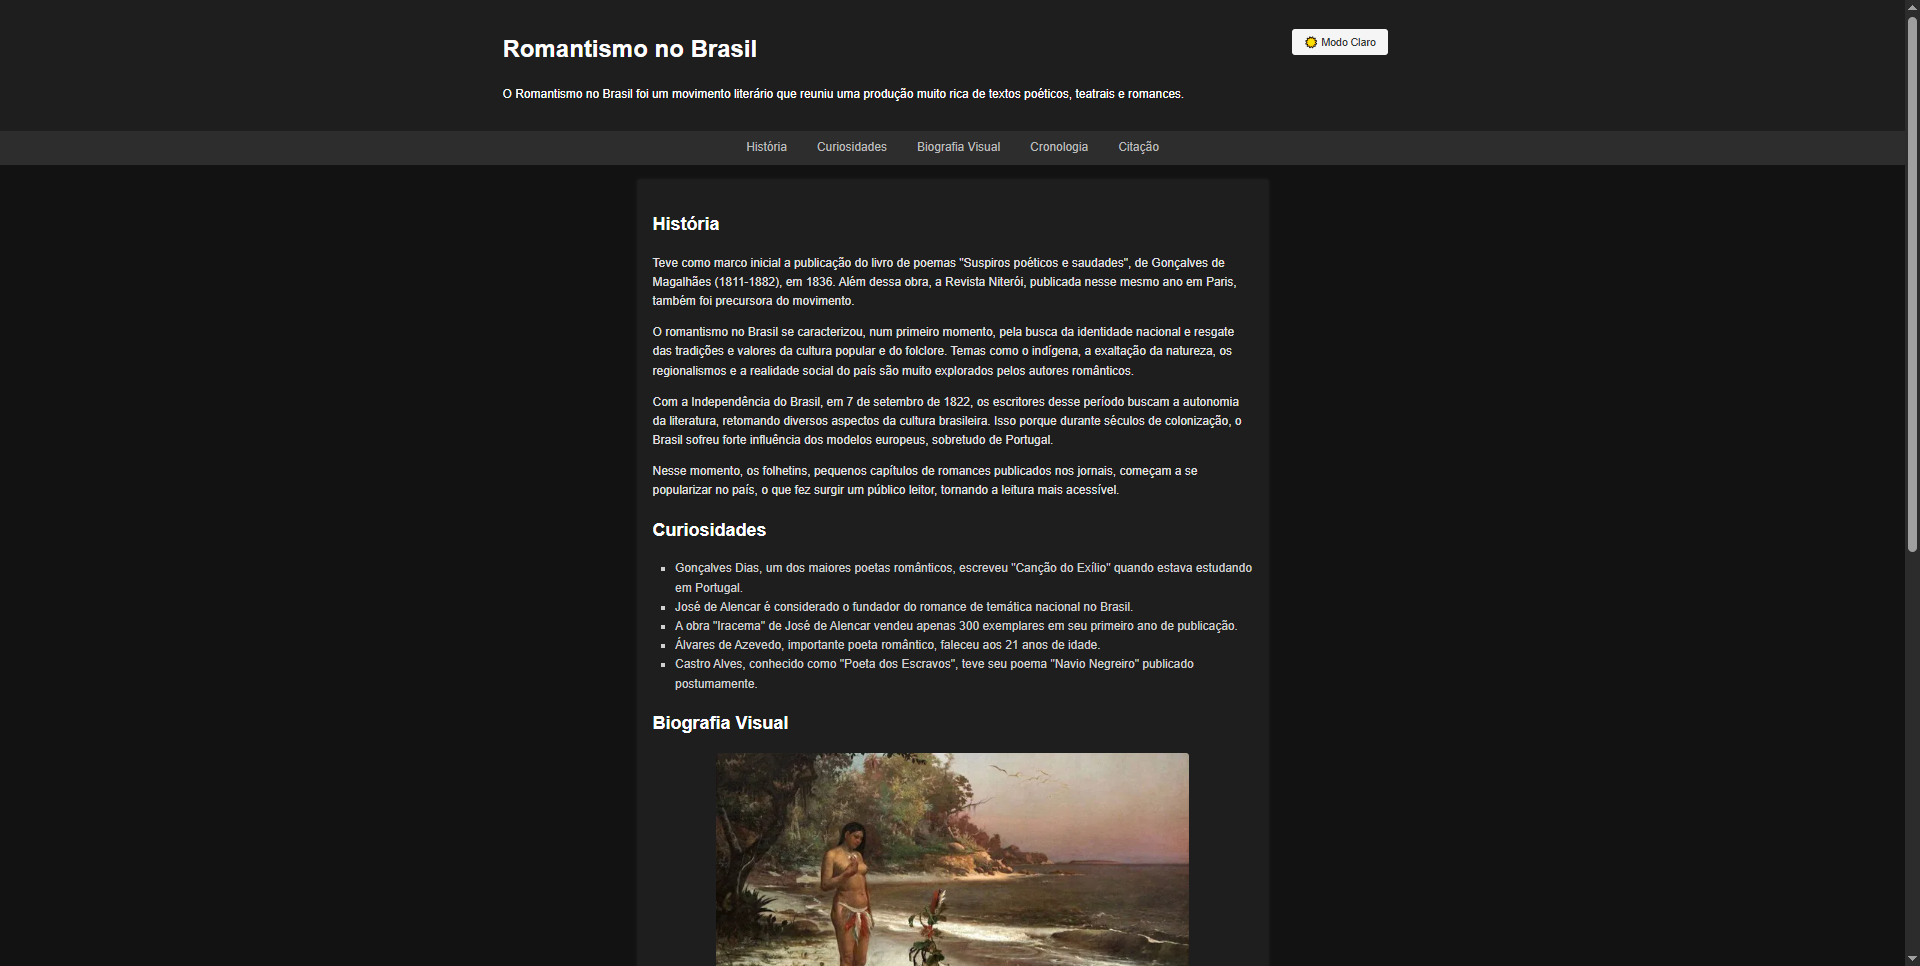 Romantismo no Brasil
Modo Claro
O Romantismo no Brasil foi um movimento literário que reuniu uma produção muito rica de textos poéticos, teatrais e romances.
História
Curiosidades
Biografia Visual
Cronologia
Citação
História
Teve como marco inicial a publicação do livro de poemas "Suspiros poéticos e saudades", de Gonçalves de
Magalhães (1811-1882), em 1836. Além dessa obra, a Revista Niterói, publicada nesse mesmo ano em Paris,
também foi precursora do movimento.
O romantismo no Brasil se caracterizou, num primeiro momento, pela busca da identidade nacional e resgate
das tradições e valores da cultura popular e do folclore. Temas como o indígena, a exaltação da natureza, os
regionalismos e a realidade social do país são muito explorados pelos autores românticos.
Com a Independência do Brasil, em 7 de setembro de 1822, os escritores desse período buscam a autonomia
da literatura, retomando diversos aspectos da cultura brasileira. Isso porque durante séculos de colonização, o
Brasil sofreu forte influência dos modelos europeus, sobretudo de Portugal.
Nesse momento, os folhetins, pequenos capítulos de romances publicados nos jornais, começam a se
popularizar no país, o que fez surgir um público leitor, tornando a leitura mais acessível.
Curiosidades
Gonçalves Dias, um dos maiores poetas românticos, escreveu "Canção do Exílio" quando estava estudando
em Portugal.
José de Alencar é considerado o fundador do romance de temática nacional no Brasil.
A obra "Iracema" de José de Alencar vendeu apenas 300 exemplares em seu primeiro ano de publicação.
Álvares de Azevedo, importante poeta romântico, faleceu aos 21 anos de idade.
Castro Alves, conhecido como "Poeta dos Escravos", teve seu poema "Navio Negreiro" publicado
postumamente.
Biografia Visual